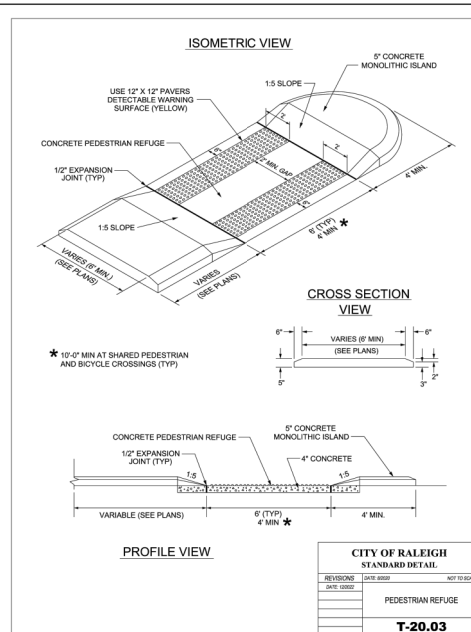 ISOMETRIC VIEW
5" CONCRETE
MONOLITHIC ISLAND
1:5 SLOPE
USE 12" X 12" PAVERS
DETECTABLE WARNING
SURFACE (YELLOW)
2'
CONCRETE PEDESTRIAN REFUGE
6"
2'
2' MIN. GAP
1/2" EXPANSION
JOINT (TYP)
4' MIN.
6"
1:5 SLOPE
6' (TYP)
4' MIN *
VARIES (6' MIN.)
(SEE PLANS)
VARIES
(SEE PLANS)
CROSS SECTION
VIEW
6"
VARIES (6' MIN)
6"
(SEE PLANS)
5"
3"
2"
* 10'-0" MIN AT SHARED PEDESTRIAN
AND BICYCLE CROSSINGS (TYP)
CONCRETE PEDESTRIAN REFUGE
5" CONCRETE
MONOLITHIC ISLAND
1/2" EXPANSION
JOINT (TYP)
4" CONCRETE
1:5
1:5
VARIABLE (SEE PLANS)
6' (TYP)
4' MIN *
4' MIN.
PROFILE VIEW
CITY OF RALEIGH
STANDARD DETAIL
REVISIONS
DATE: 8/2020
NOT TO SCA
DATE: 12/2022
PEDESTRIAN REFUGE
T-20.03